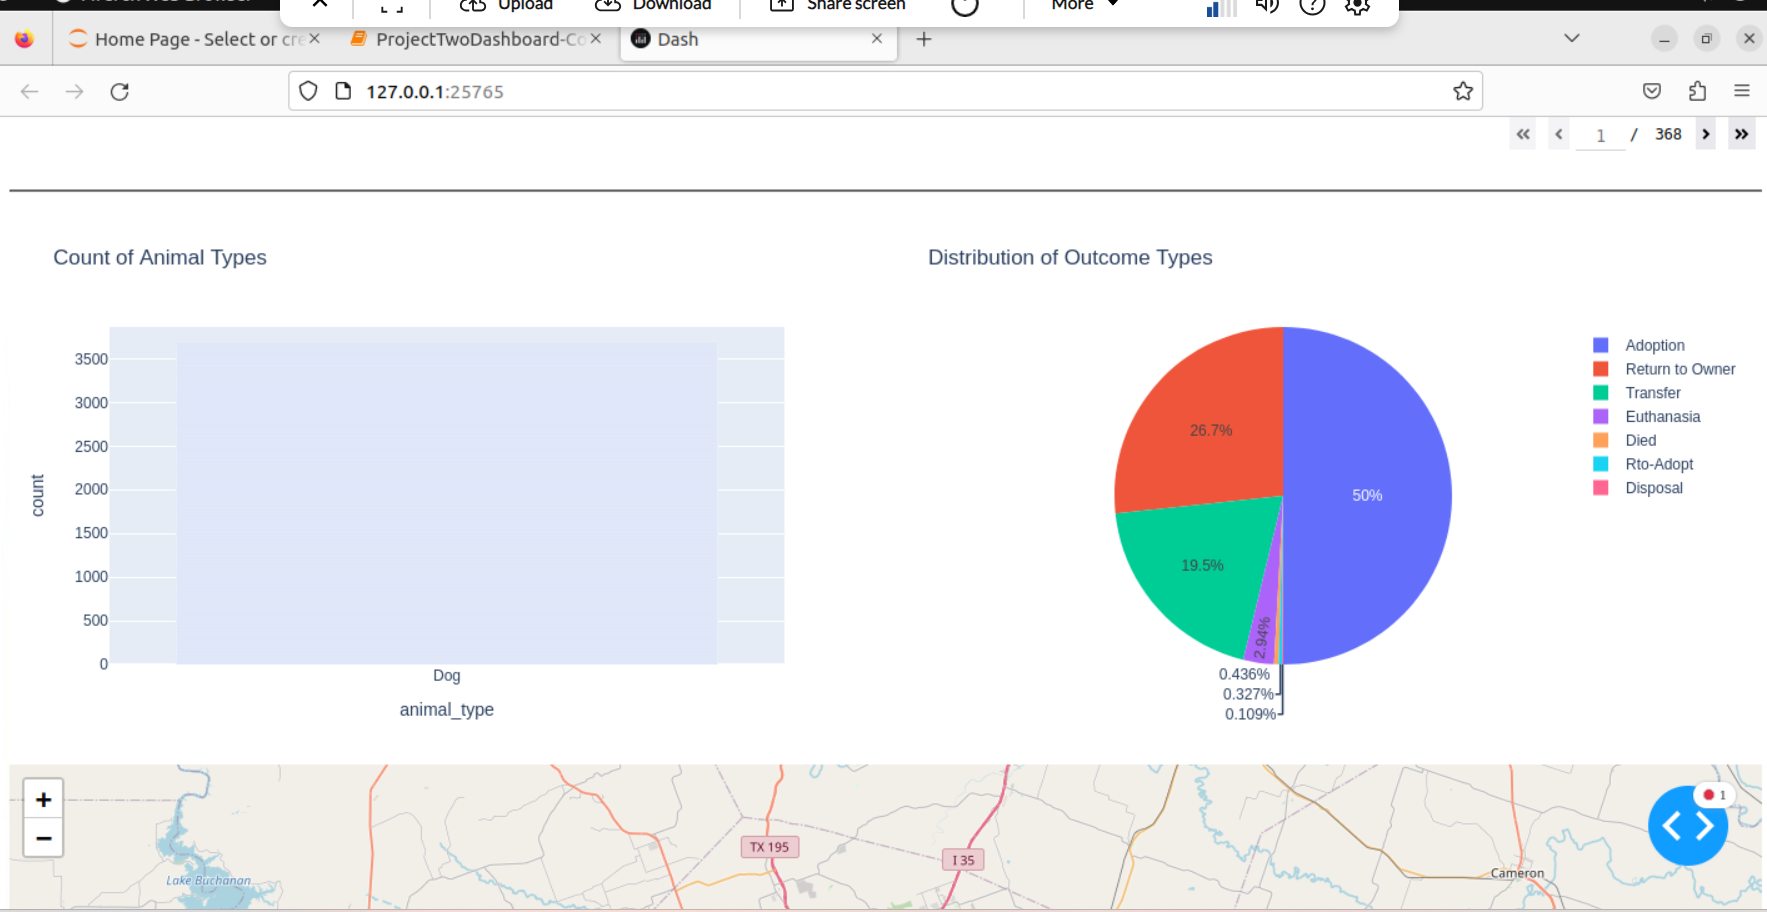 Upload Download Share screen More
Home Page - Select or cre ProjectTwoDashboard-Co Dash
127.0.0.1:25765
1 / 368
Count of Animal Types
Distribution of Outcome Types
3500
3000
2500
2000
1500
1000
500
0
count
Dog
animal_type
26.7%
50%
19.5%
2.94%
0.436%
0.327%
0.109%
Adoption
Return to Owner
Transfer
Euthanasia
Died
Rto-Adopt
Disposal
+
−
1
TX 195
I 35
Cameron
Lake Buchanan